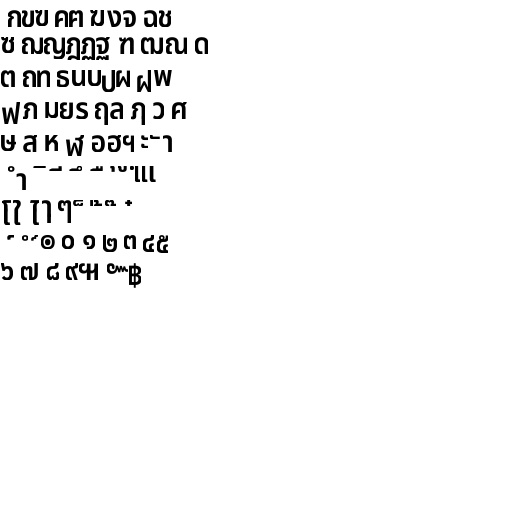 กขฃคฅฆงจฉช
ซฌญฎฏฐฑฒณด
ตถทธนบปผฝพ
ฟภมยรฤลฦวศ
ษสหฬอฮฯะัา
ำิีึืฺุูเแ
โใไๅๆ็่้๊๋
์ํ๎๏๐๑๒๓๔๕
๖๗๘๙๚๛฿